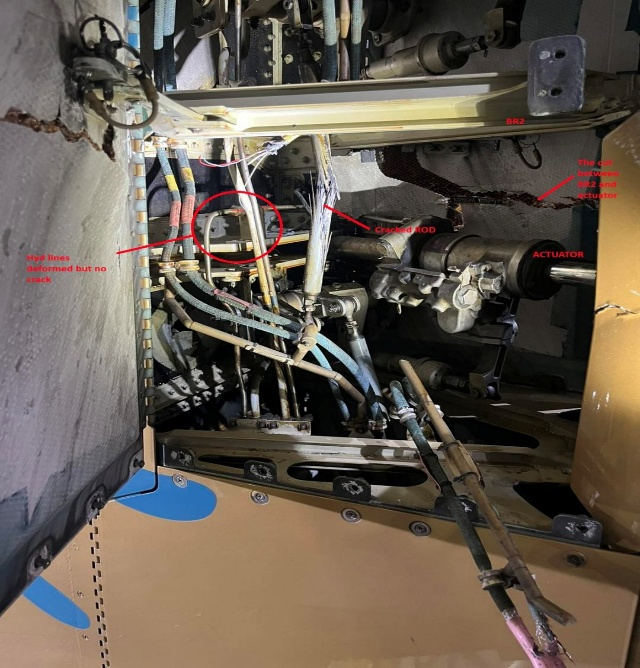 BR2
The cut
between
BR2 and
actuator
Cracked ROD
Hyd lines
deformed but no
crack
ACTUATOR